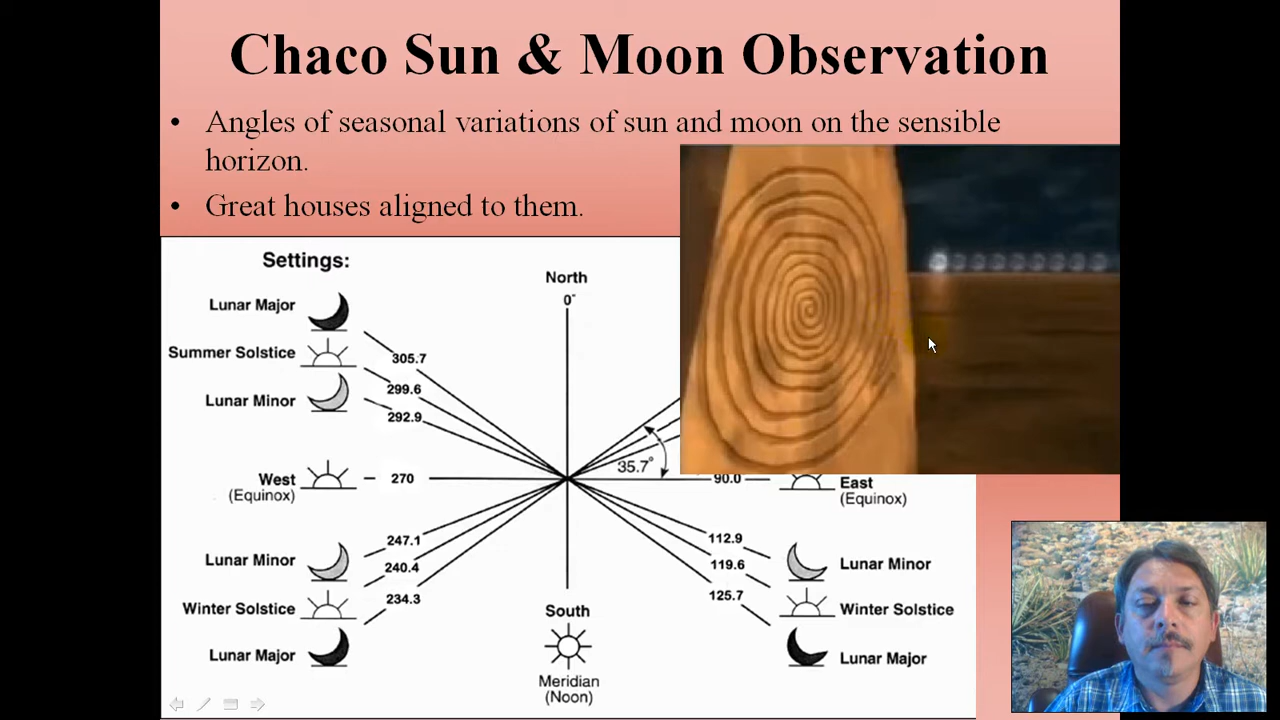 Chaco Sun & Moon Observation
• Angles of seasonal variations of sun and moon on the sensible
horizon.
• Great houses aligned to them.
Settings:
North
0°
Lunar Major
305.7
Summer Solstice
299.6
Lunar Minor
292.9
35.7°
West
(Equinox)
270
90.0
East
(Equinox)
247.1
Lunar Minor
240.4
Winter Solstice
234.3
Lunar Major
112.9
Lunar Minor
119.6
Winter Solstice
125.7
Lunar Major
South
Meridian
(Noon)